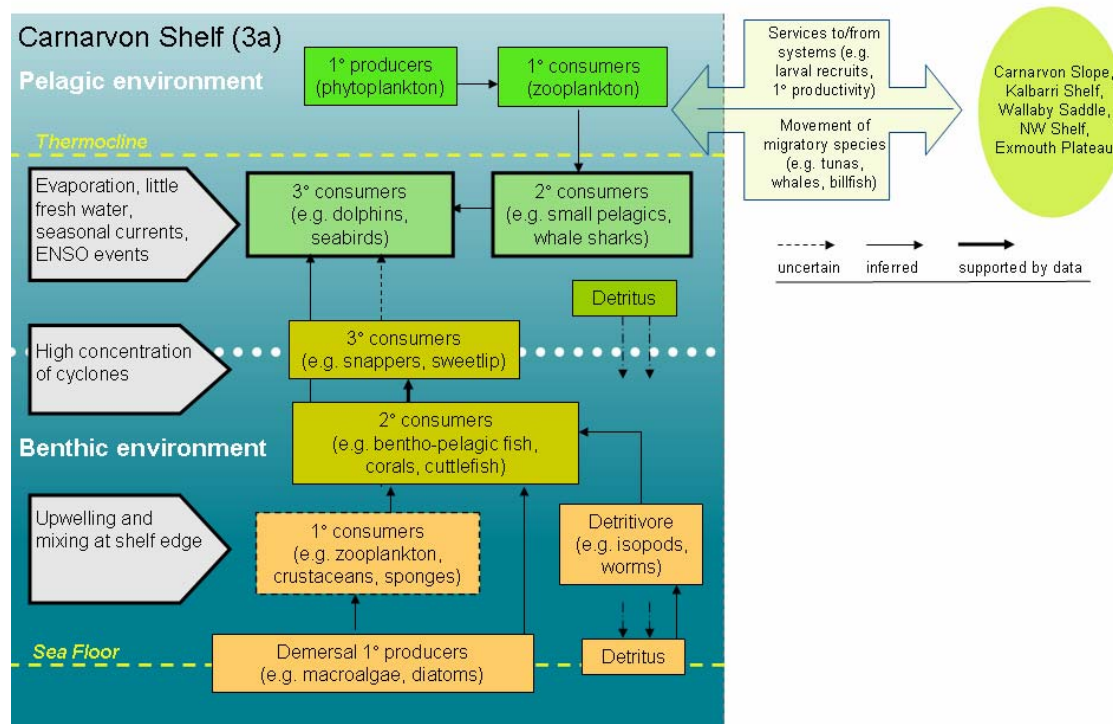 Carnarvon Shelf (3a)
Pelagic environment
1° producers
(phytoplankton)
1° consumers
(zooplankton)
Services to/from
systems (e.g.
larval recruits,
1° productivity)
Movement of
migratory species
(e.g. tunas,
whales, billfish)
Carnarvon Slope,
Kalbarri Shelf,
Wallaby Saddle,
NW Shelf,
Exmouth Plateau
Thermocline
Evaporation, little
fresh water,
seasonal currents,
ENSO events
3° consumers
(e.g. dolphins,
seabirds)
2° consumers
(e.g. small pelagics,
whale sharks)
uncertain
inferred
supported by data
Detritus
High concentration
of cyclones
3° consumers
(e.g. snappers, sweetlip)
Benthic environment
2° consumers
(e.g. bentho-pelagic fish,
corals, cuttlefish)
Upwelling and
mixing at shelf edge
1° consumers
(e.g. zooplankton,
crustaceans, sponges)
Detritivore
(e.g. isopods,
worms)
Sea Floor
Demersal 1° producers
(e.g. macroalgae, diatoms)
Detritus